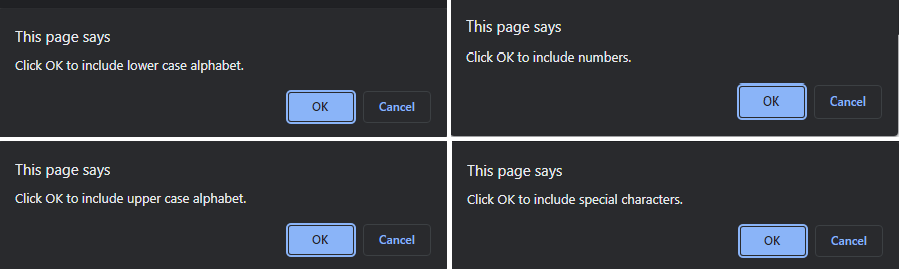 This page says
Click OK to include lower case alphabet.
OK Cancel
This page says
Click OK to include numbers.
OK Cancel
This page says
Click OK to include upper case alphabet.
OK Cancel
This page says
Click OK to include special characters.
OK Cancel